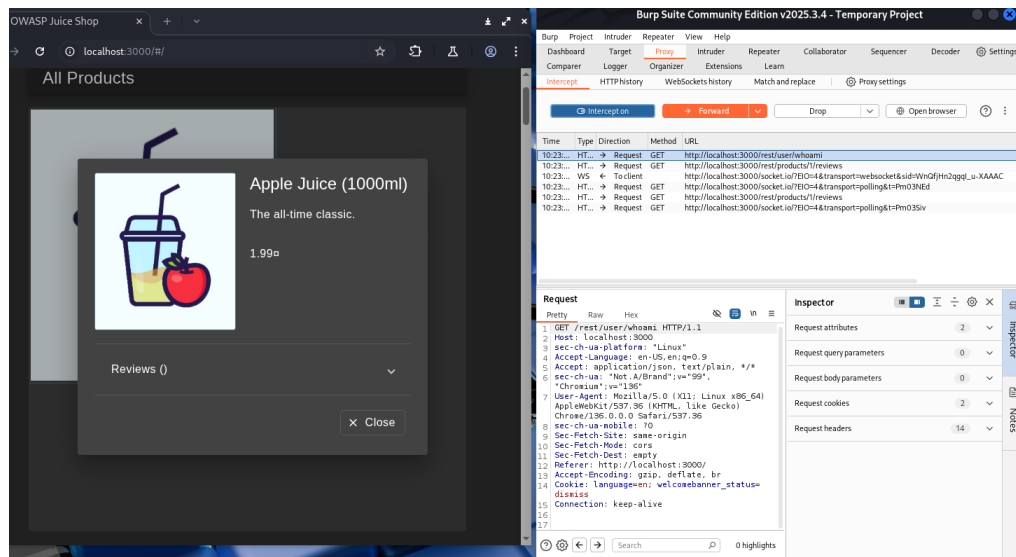 OWASP Juice Shop
localhost:3000/#/
All Products
Apple Juice (1000ml)
The all-time classic.
1.99¤
Reviews ()
Close
Burp Suite Community Edition v2025.3.4 - Temporary Project
Burp Project Intruder Repeater View Help
Dashboard Target Proxy Intruder Repeater Collaborator Sequencer Decoder Settings
Comparer Logger Organizer Extensions Learn
Intercept HTTP history WebSockets history Match and replace Proxy settings
Intercept on Forward Drop Open browser
Time Type Direction Method URL
10:23:... HT... → Request GET http://localhost:3000/rest/user/whoami
10:23:... HT... → Request GET http://localhost:3000/rest/products/1/reviews
10:23:... WS ← To client http://localhost:3000/socket.io/?EIO=4&transport=websocket&sid=WnQfjHn2qgqI_u-XAAAC
10:23:... HT... → Request GET http://localhost:3000/socket.io/?EIO=4&transport=polling&t=Pm03NEd
10:23:... HT... → Request GET http://localhost:3000/rest/products/1/reviews
10:23:... HT... → Request GET http://localhost:3000/socket.io/?EIO=4&transport=polling&t=Pm03Siv
Request
Pretty Raw Hex \n
1 GET /rest/user/whoami HTTP/1.1
2 Host: localhost:3000
3 sec-ch-ua-platform: "Linux"
4 Accept-Language: en-US,en;q=0.9
5 Accept: application/json, text/plain, */*
6 sec-ch-ua: "Not.A/Brand";v="99",
"Chromium";v="136"
7 User-Agent: Mozilla/5.0 (X11; Linux x86_64)
AppleWebKit/537.36 (KHTML, like Gecko)
Chrome/136.0.0.0 Safari/537.36
8 sec-ch-ua-mobile: ?0
9 Sec-Fetch-Site: same-origin
10 Sec-Fetch-Mode: cors
11 Sec-Fetch-Dest: empty
12 Referer: http://localhost:3000/
13 Accept-Encoding: gzip, deflate, br
14 Cookie: language=en; welcomebanner_status=
dismiss
15 Connection: keep-alive
16
17
Search 0 highlights
Inspector
Request attributes 2
Request query parameters 0
Request body parameters 0
Request cookies 2
Request headers 14
Inspector
Notes